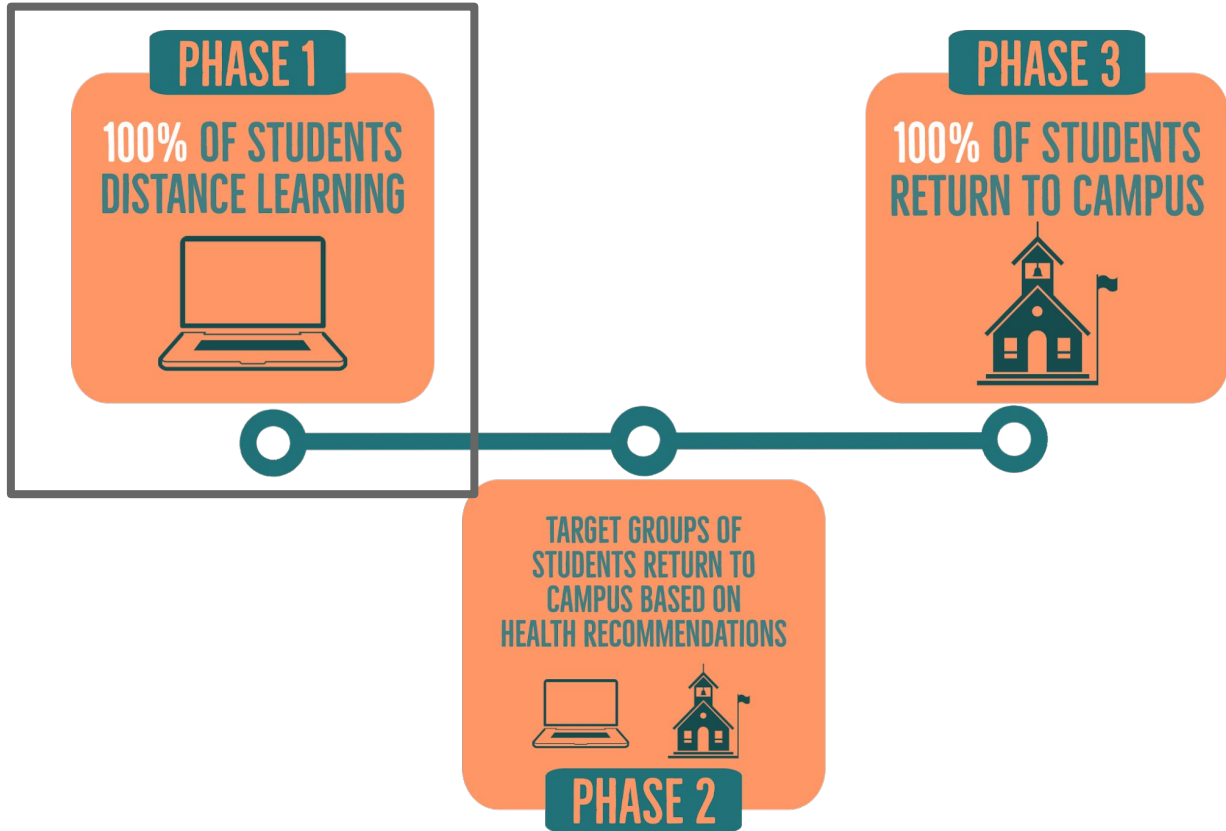 PHASE 1
100% OF STUDENTS
DISTANCE LEARNING
TARGET GROUPS OF
STUDENTS RETURN TO
CAMPUS BASED ON
HEALTH RECOMMENDATIONS
PHASE 2
PHASE 3
100% OF STUDENTS
RETURN TO CAMPUS